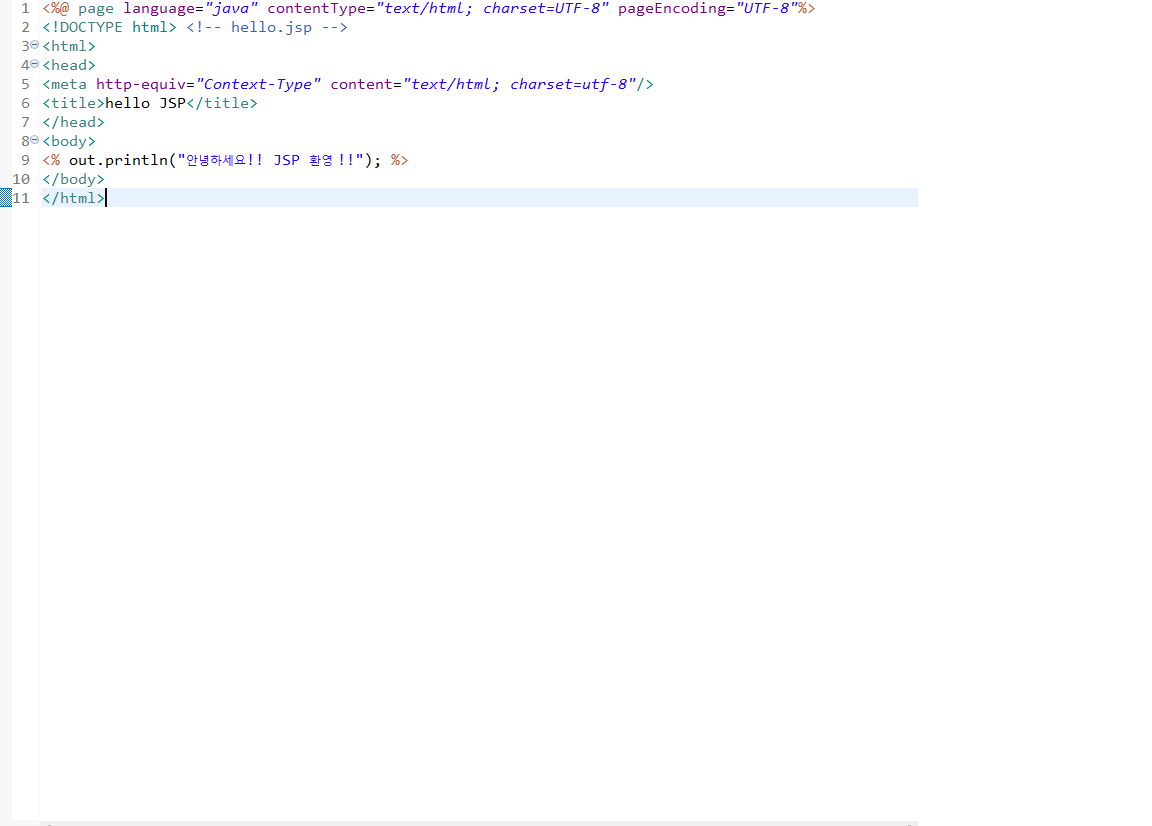 1 <%@ page language="java" contentType="text/html; charset=UTF-8" pageEncoding="UTF-8"%>
2 <!DOCTYPE html> <!-- hello.jsp -->
3 <html>
4 <head>
5 <meta http-equiv="Context-Type" content="text/html; charset=utf-8"/>
6 <title>hello JSP</title>
7 </head>
8 <body>
9 <% out.println("안녕하세요!! JSP 환영!!"); %>
10 </body>
11 </html>